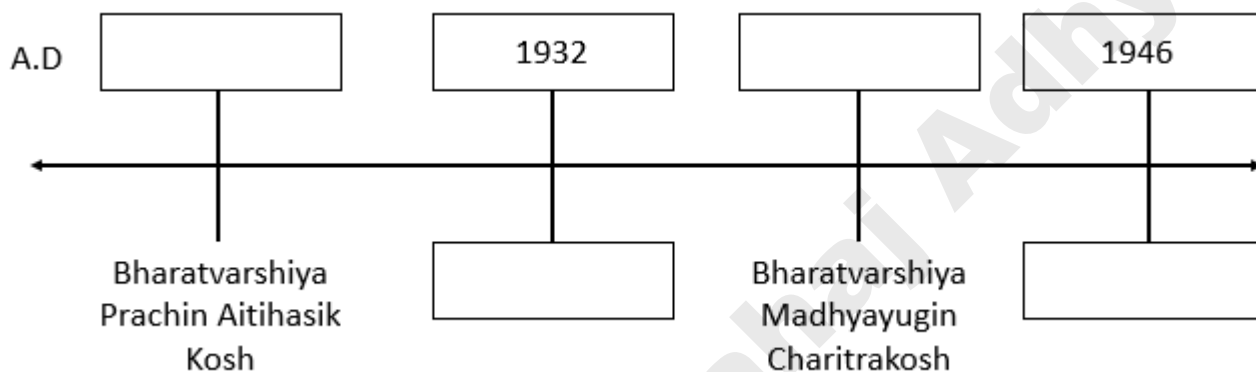 A.D
1932
1946
Bharatvarshiya
Prachin Aitihasik
Kosh
Bharatvarshiya
Madhyayugin
Charitrakosh